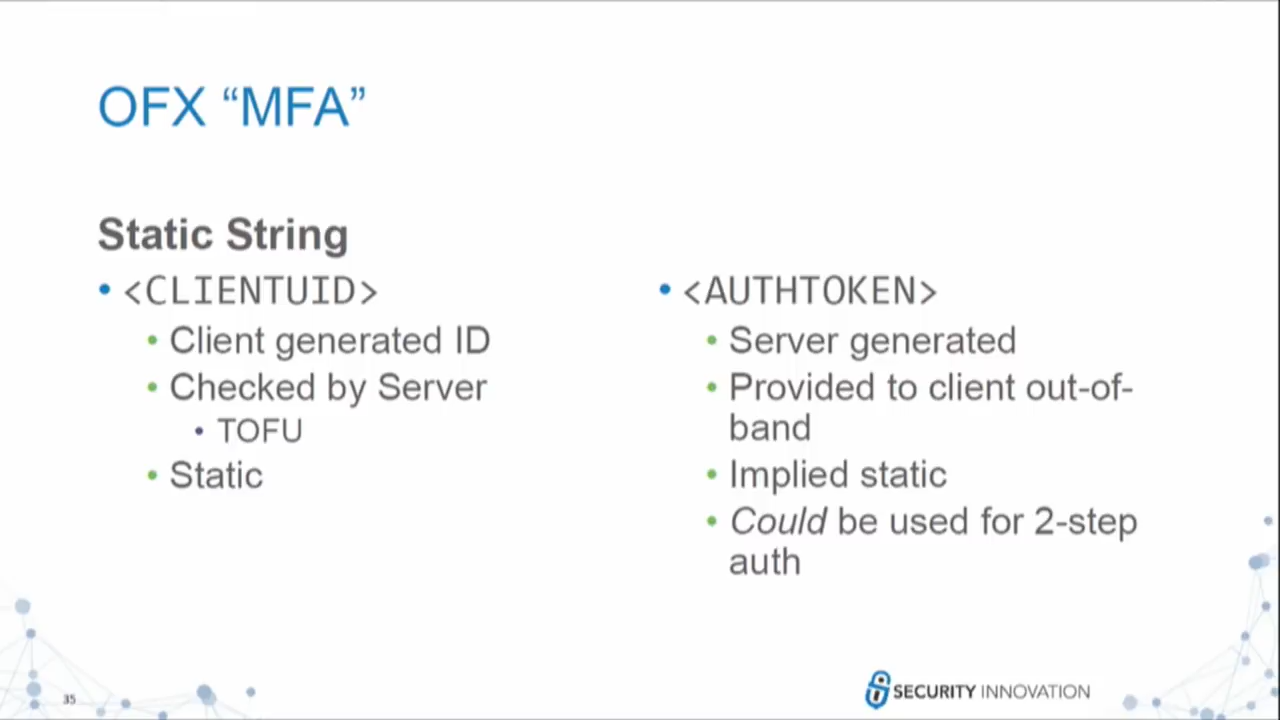 OFX “MFA”
Static String
• <CLIENTUID>
• Client generated ID
• Checked by Server
• TOFU
• Static
• <AUTHTOKEN>
• Server generated
• Provided to client out-of-
band
• Implied static
• Could be used for 2-step
auth
35
SECURITY INNOVATION